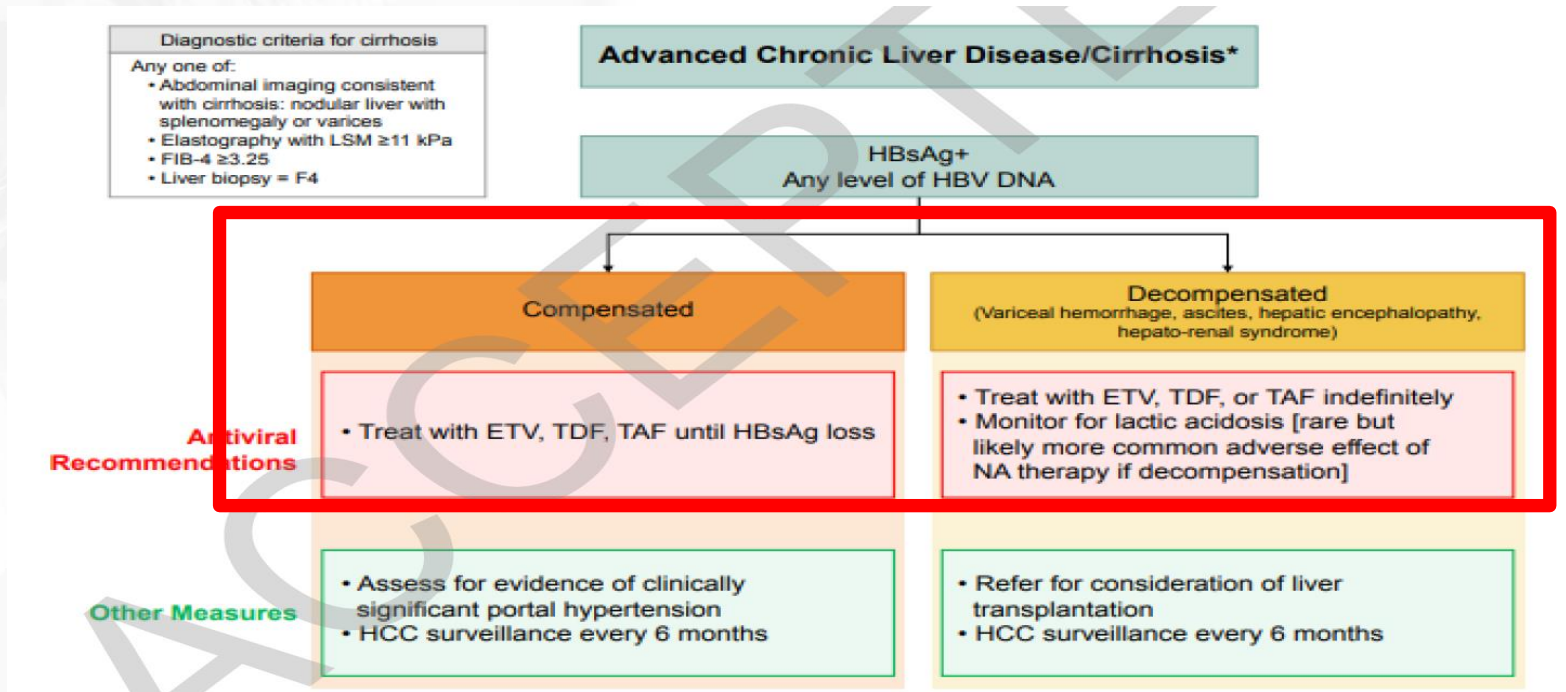 Diagnostic criteria for cirrhosis
Any one of:
• Abdominal imaging consistent
with cirrhosis: nodular liver with
splenomegaly or varices
• Elastography with LSM ≥11 kPa
• FIB-4 ≥3.25
• Liver biopsy = F4
Advanced Chronic Liver Disease/Cirrhosis*
HBsAg+
Any level of HBV DNA
Compensated
Decompensated
(Variceal hemorrhage, ascites, hepatic encephalopathy,
hepato-renal syndrome)
Antiviral
Recommendations
• Treat with ETV, TDF, TAF until HBsAg loss
• Treat with ETV, TDF, or TAF indefinitely
• Monitor for lactic acidosis [rare but
likely more common adverse effect of
NA therapy if decompensation]
Other Measures
• Assess for evidence of clinically
significant portal hypertension
• HCC surveillance every 6 months
• Refer for consideration of liver
transplantation
• HCC surveillance every 6 months
ACCEPTE